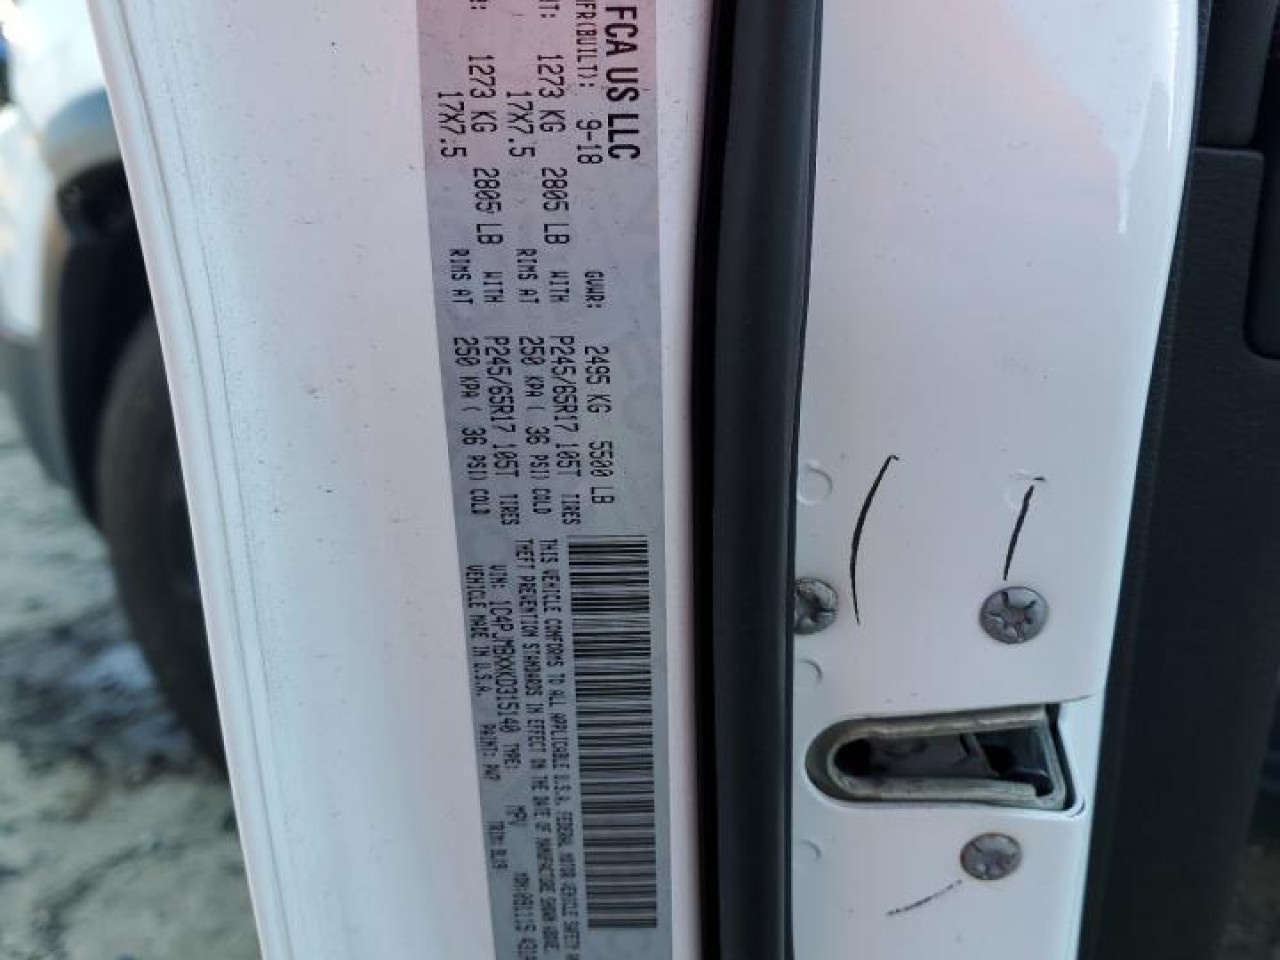 FCA US LLC
MFR(BUILT): 9-18 GVWR: 2495 KG 5500 LB
1273 KG 2805 LB WITH P245/65R17 105T TIRES
17X7.5 RIMS AT 250 KPA ( 36 PSI) COLD
1273 KG 2805 LB WITH P245/65R17 105T TIRES
17X7.5 RIMS AT 250 KPA ( 36 PSI) COLD
THIS VEHICLE CONFORMS TO ALL APPLICABLE U.S.A. FEDERAL MOTOR VEHICLE SAFETY
THEFT PREVENTION STANDARDS IN EFFECT ON THE DATE OF MANUFACTURE SHOWN ABOVE.
VIN: 1C4PJMBXXKD315140 TYPE: MPV
VEHICLE MADE IN U.S.A. PAINT: PW7